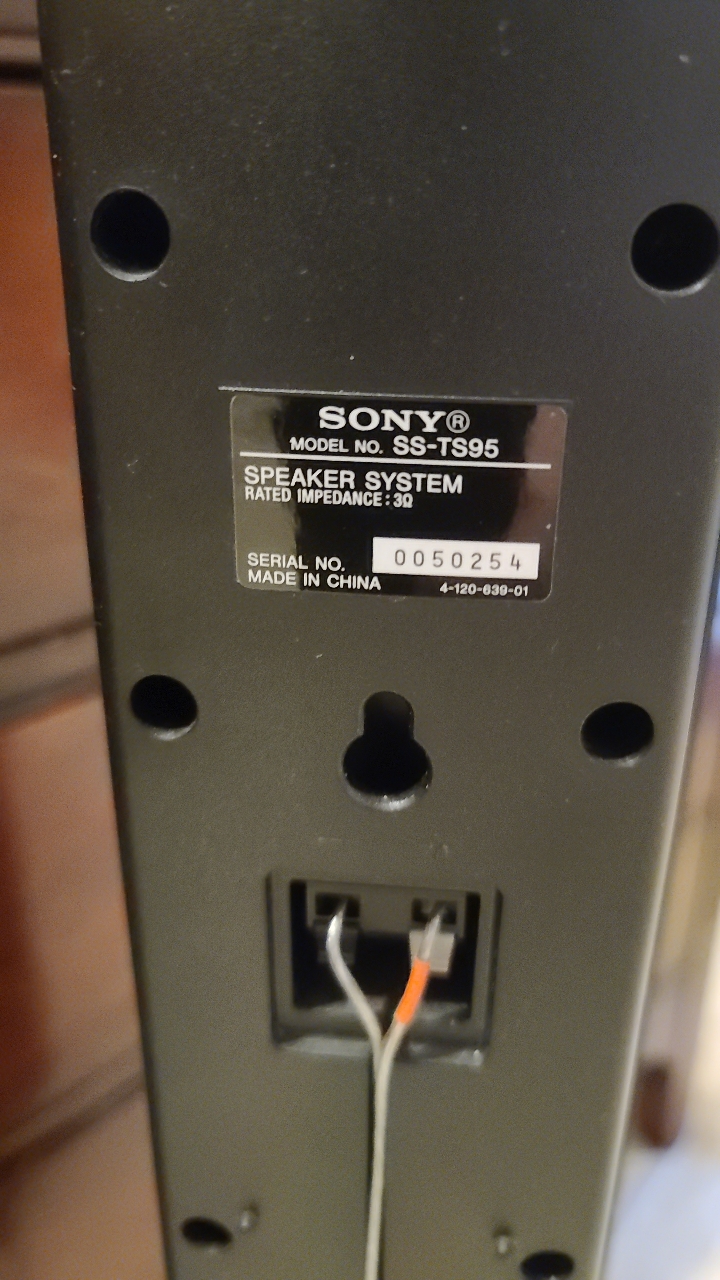 SONY®
MODEL NO. SS-TS95
SPEAKER SYSTEM
RATED IMPEDANCE: 3Ω
SERIAL NO. 0050254
MADE IN CHINA 4-120-639-01